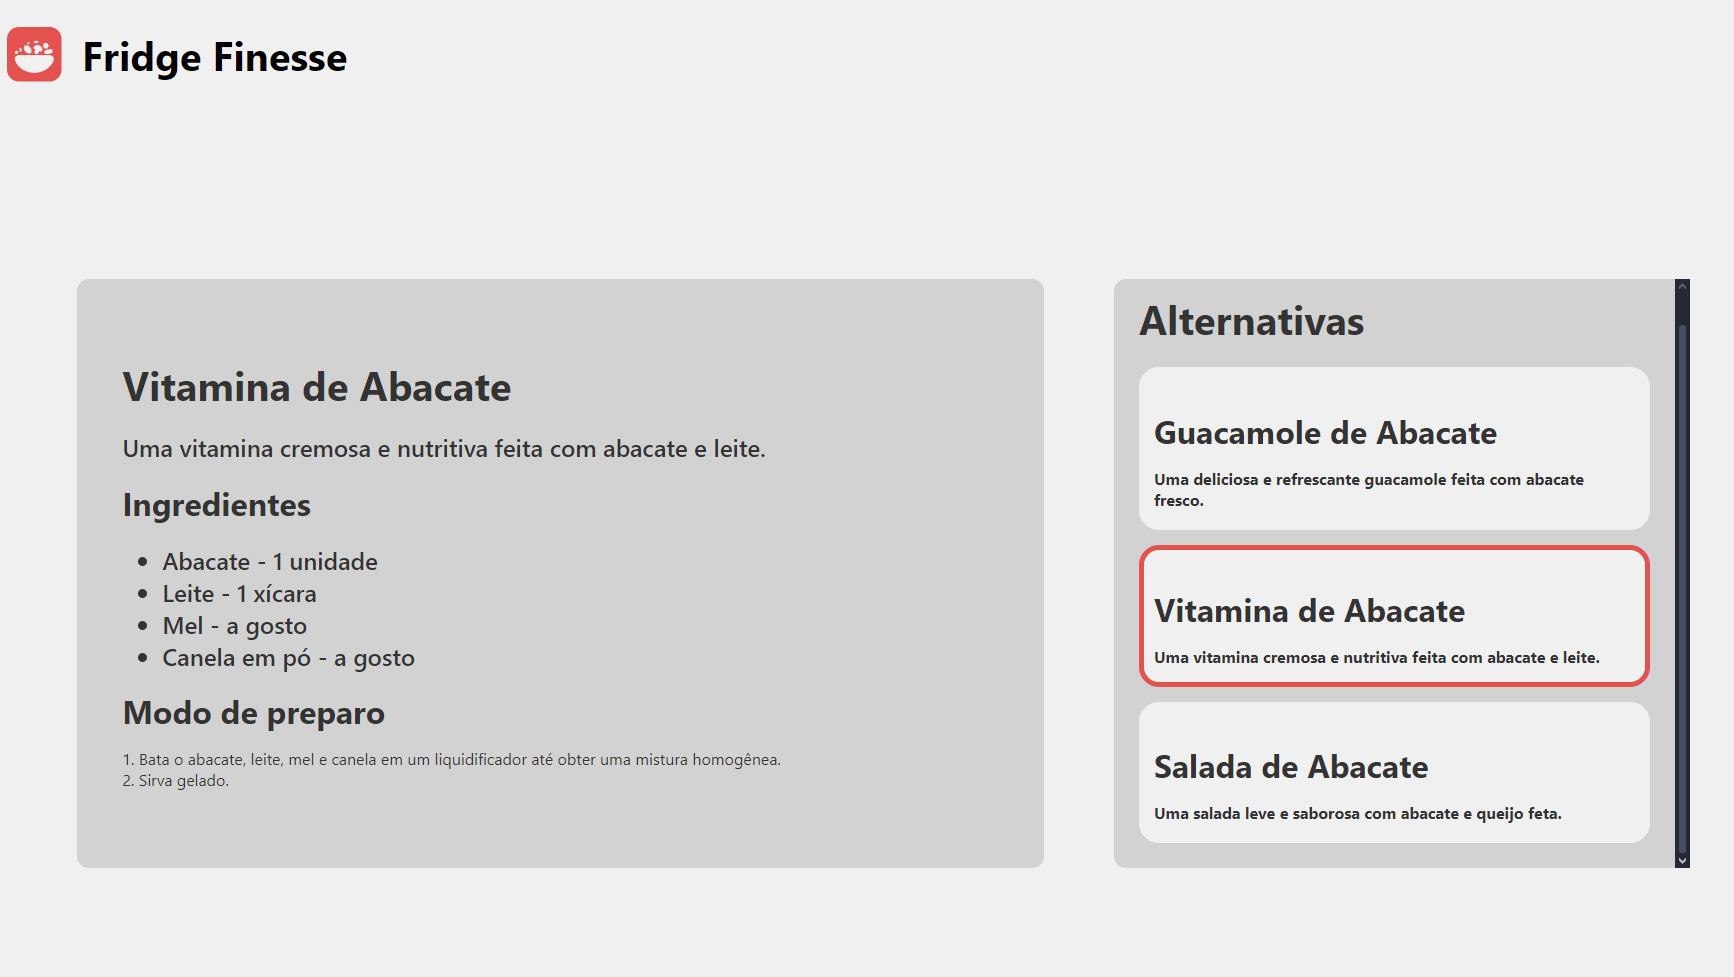 Fridge Finesse
Vitamina de Abacate
Uma vitamina cremosa e nutritiva feita com abacate e leite.
Ingredientes
Abacate - 1 unidade
Leite - 1 xícara
Mel - a gosto
Canela em pó - a gosto
Modo de preparo
1. Bata o abacate, leite, mel e canela em um liquidificador até obter uma mistura homogênea.
2. Sirva gelado.
Alternativas
Guacamole de Abacate
Uma deliciosa e refrescante guacamole feita com abacate
fresco.
Vitamina de Abacate
Uma vitamina cremosa e nutritiva feita com abacate e leite.
Salada de Abacate
Uma salada leve e saborosa com abacate e queijo feta.